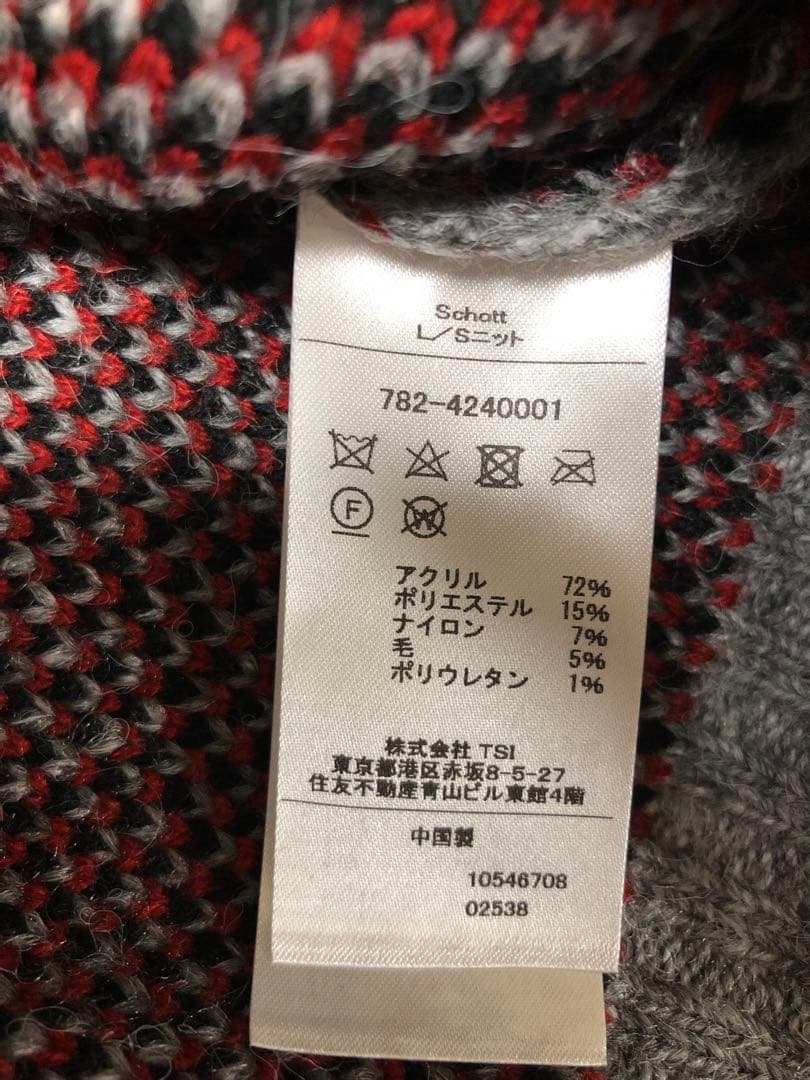 Schott
L/Sニット
782-4240001
F
W
アクリル 72%
ポリエステル 15%
ナイロン 7%
毛 5%
ポリウレタン 1%
株式会社 TSI
東京都港区赤坂8-5-27
住友不動産青山ビル東館4階
中国製
10546708
02538